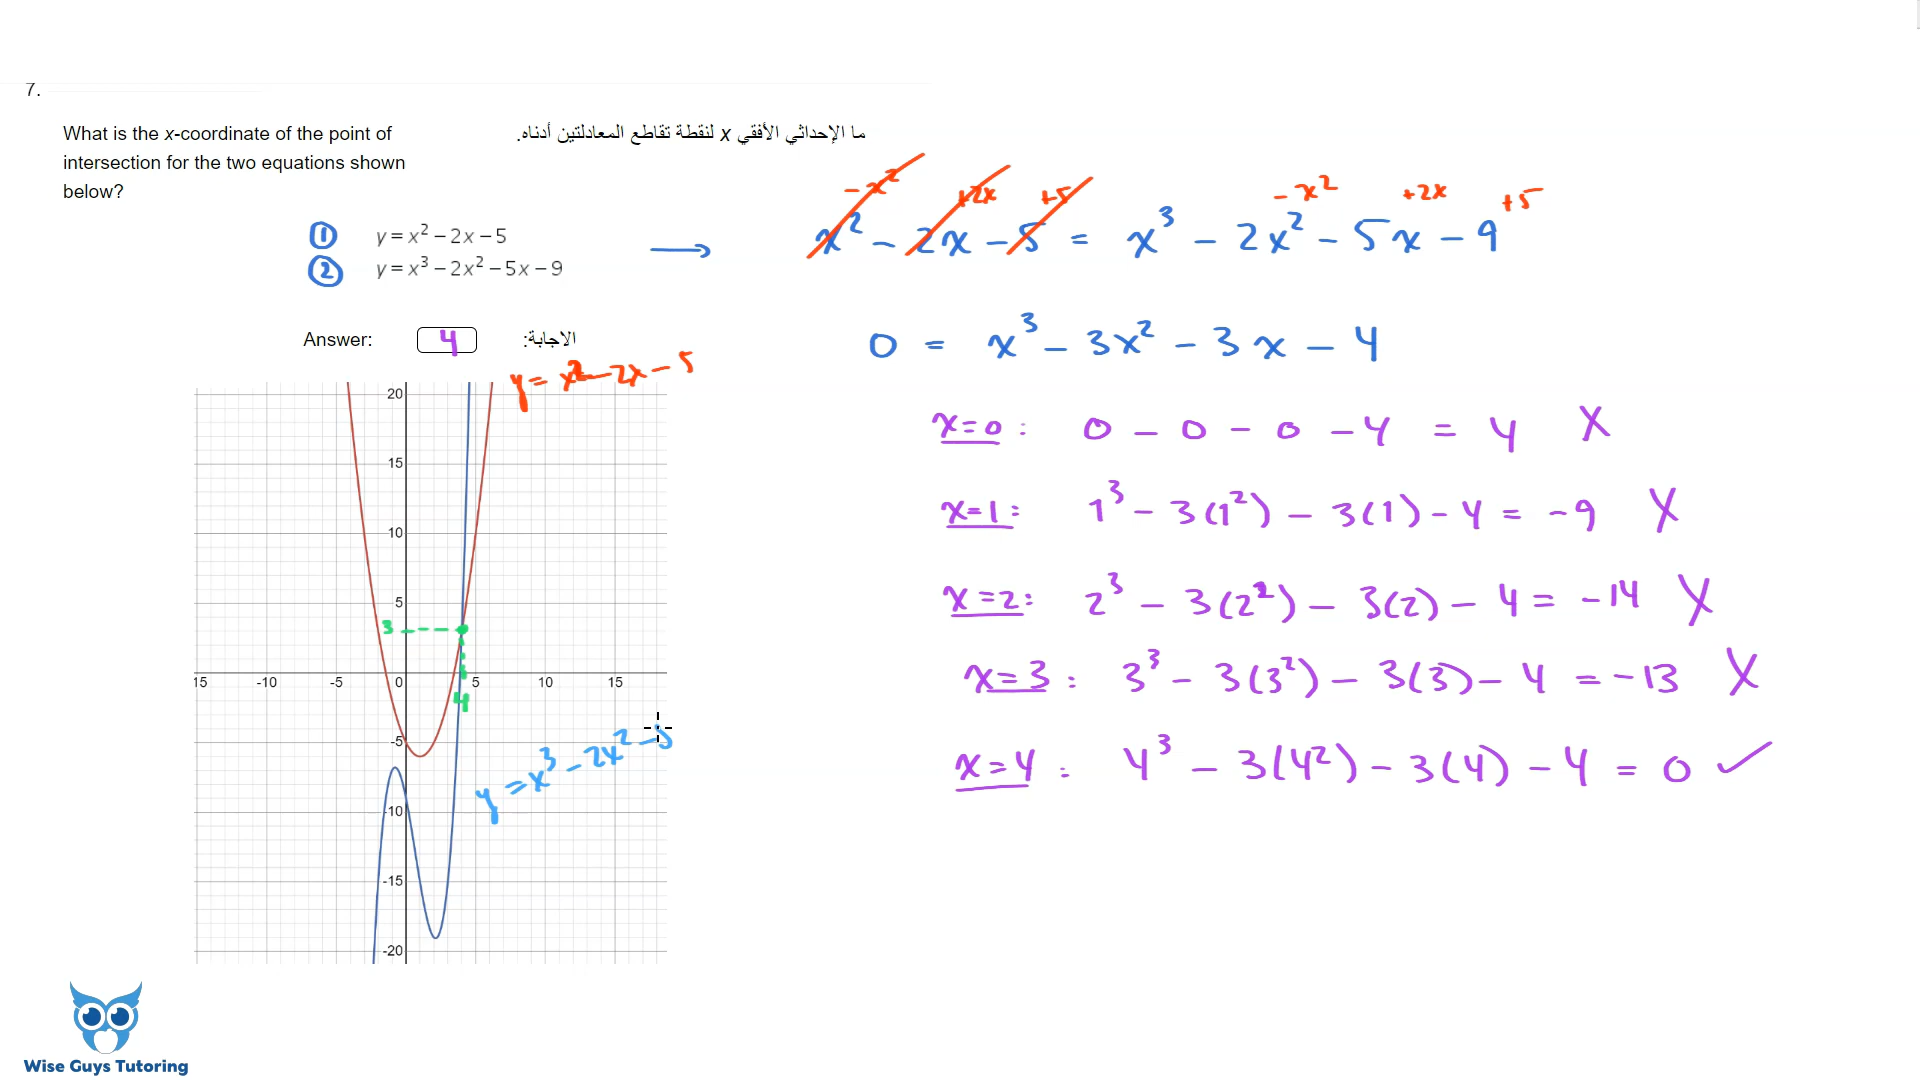 7.
What is the x-coordinate of the point of
intersection for the two equations shown
below?
ما الإحداثي الأفقي x لنقطة تقاطع المعادلتين أدناه.
① y = x² − 2x − 5
② y = x³ − 2x² − 5x − 9
Answer: 4 الاجابة:
−x² +2x +5 −x² +2x +5
x² − 2x − 5 = x³ − 2x² − 5x − 9
0 = x³ − 3x² − 3x − 4
x=0: 0 − 0 − 0 − 4 = 4 X
x=1: 1³ − 3(1²) − 3(1) − 4 = −9 X
x=2: 2³ − 3(2²) − 3(2) − 4 = −14 X
x=3: 3³ − 3(3²) − 3(3) − 4 = −13 X
x=4: 4³ − 3(4²) − 3(4) − 4 = 0 ✓
y = x² − 2x − 5
20
15
10
5
3
15 -10 -5 0 5 10 15
4
-5
y = x³ − 2x² − 5
-10
-15
-20
Wise Guys Tutoring